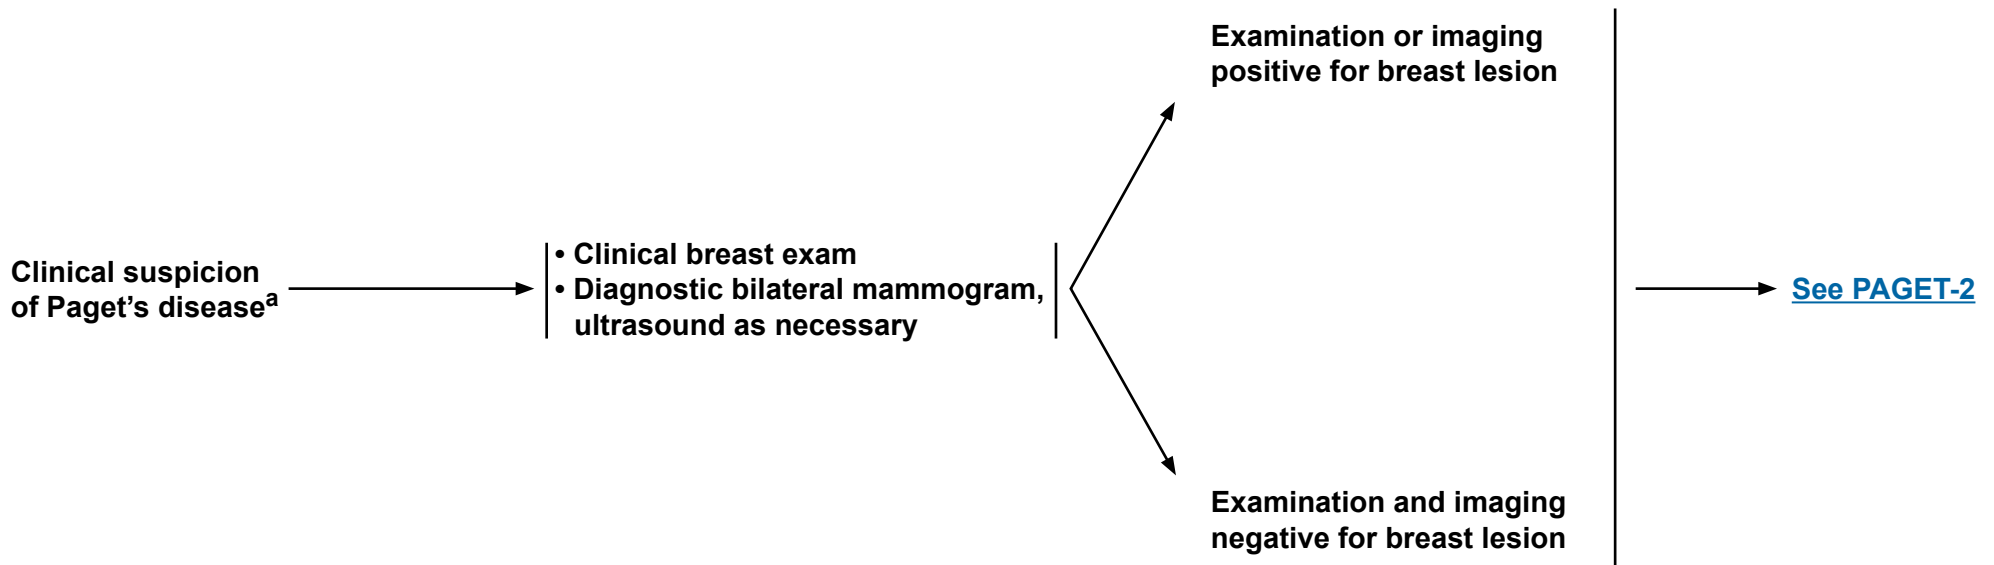 Examination or imaging
positive for breast lesion
Clinical suspicion
of Paget’s diseaseᵃ
• Clinical breast exam
• Diagnostic bilateral mammogram,
ultrasound as necessary
See PAGET-2
Examination and imaging
negative for breast lesion